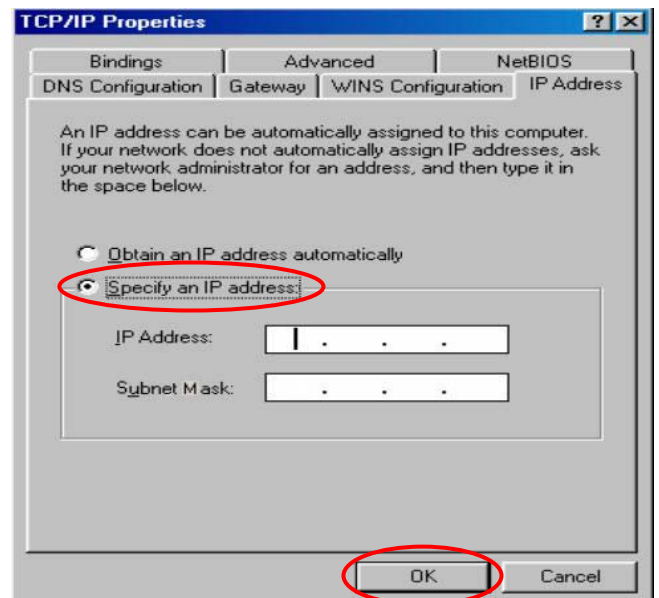 TCP/IP Properties
Bindings Advanced NetBIOS
DNS Configuration Gateway WINS Configuration IP Address
An IP address can be automatically assigned to this computer.
If your network does not automatically assign IP addresses, ask
your network administrator for an address, and then type it in
the space below.
Obtain an IP address automatically
Specify an IP address:
IP Address: . . .
Subnet Mask: . . .
OK Cancel